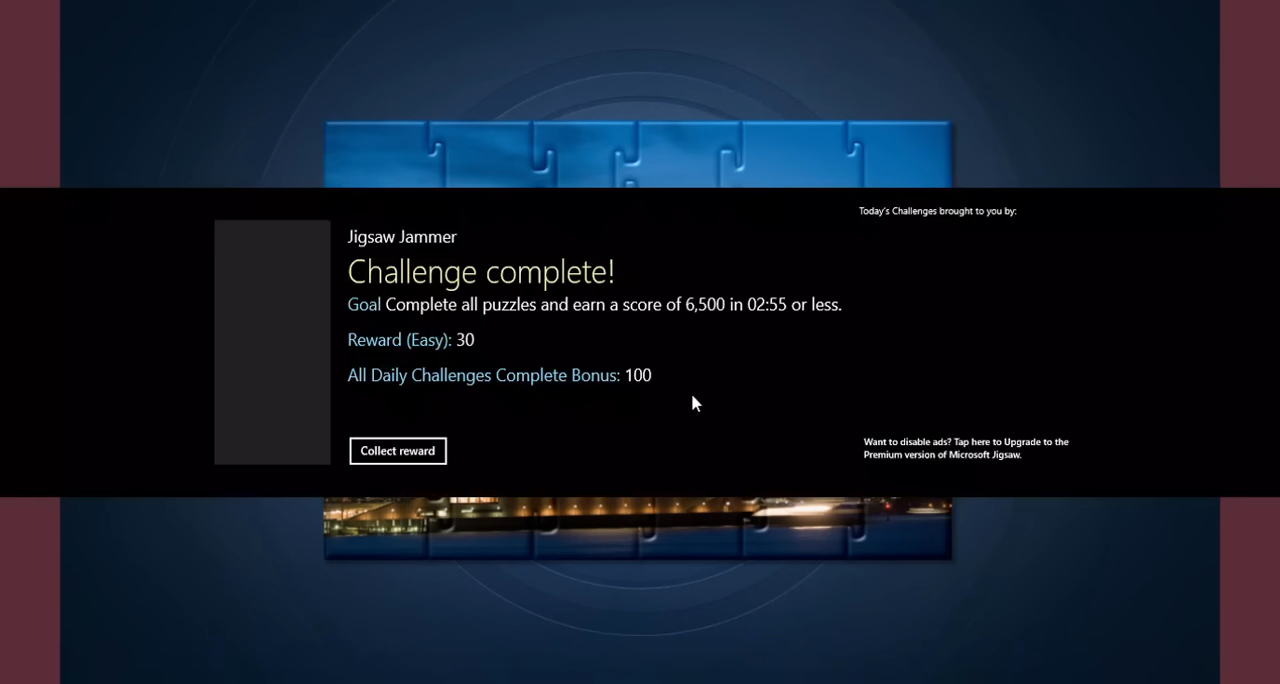 Today's Challenges brought to you by:
Jigsaw Jammer
Challenge complete!
Goal Complete all puzzles and earn a score of 6,500 in 02:55 or less.
Reward (Easy): 30
All Daily Challenges Complete Bonus: 100
Collect reward
Want to disable ads? Tap here to Upgrade to the
Premium version of Microsoft Jigsaw.